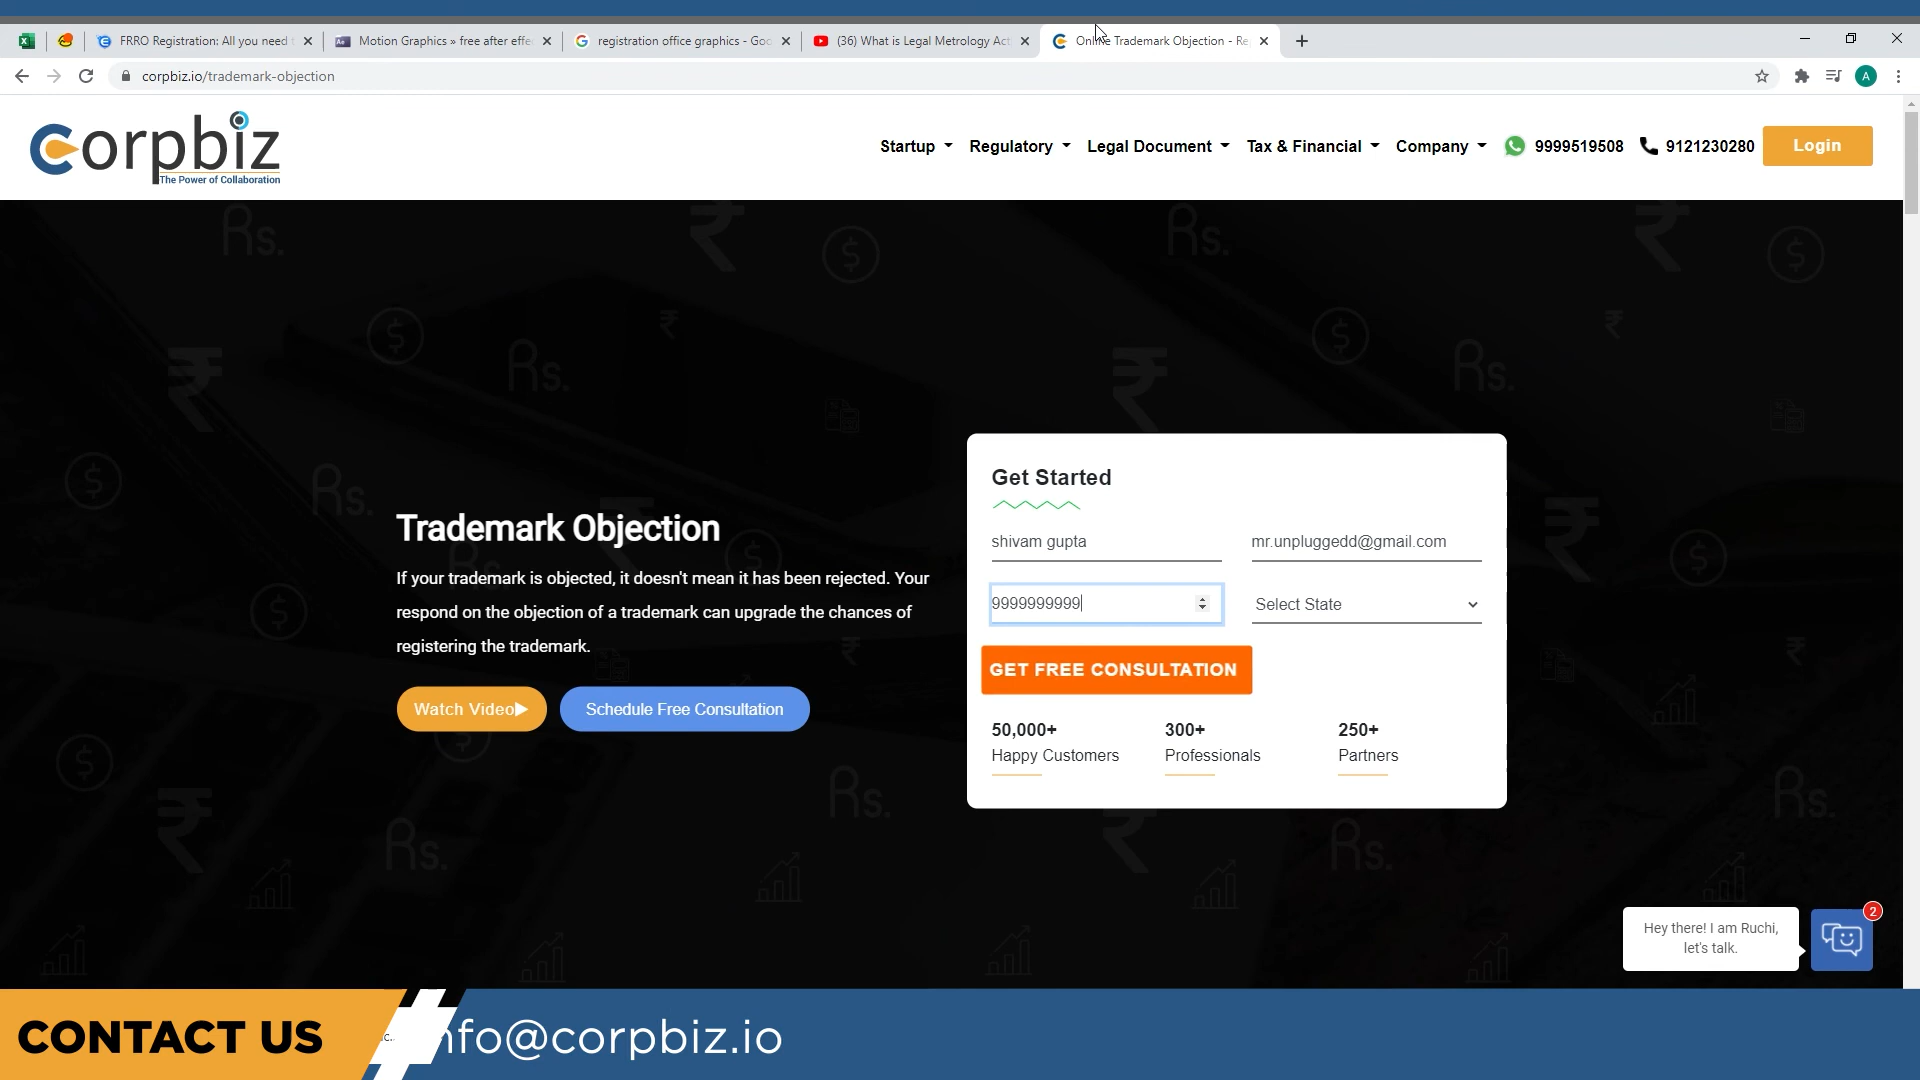 FRRO Registration: All you need
Motion Graphics » free after effe
registration office graphics - Goo
(36) What is Legal Metrology Act
Online Trademark Objection - Re
corpbiz.io/trademark-objection
A
Corpbiz
The Power of Collaboration
Startup
Regulatory
Legal Document
Tax & Financial
Company
9999519508
9121230280
Login
Trademark Objection
If your trademark is objected, it doesn't mean it has been rejected. Your
respond on the objection of a trademark can upgrade the chances of
registering the trademark.
Watch Video
Schedule Free Consultation
Get Started
shivam gupta
mr.unpluggedd@gmail.com
9999999999
Select State
GET FREE CONSULTATION
50,000+
Happy Customers
300+
Professionals
250+
Partners
Hey there! I am Ruchi,
let's talk.
2
CONTACT US
nfo@corpbiz.io